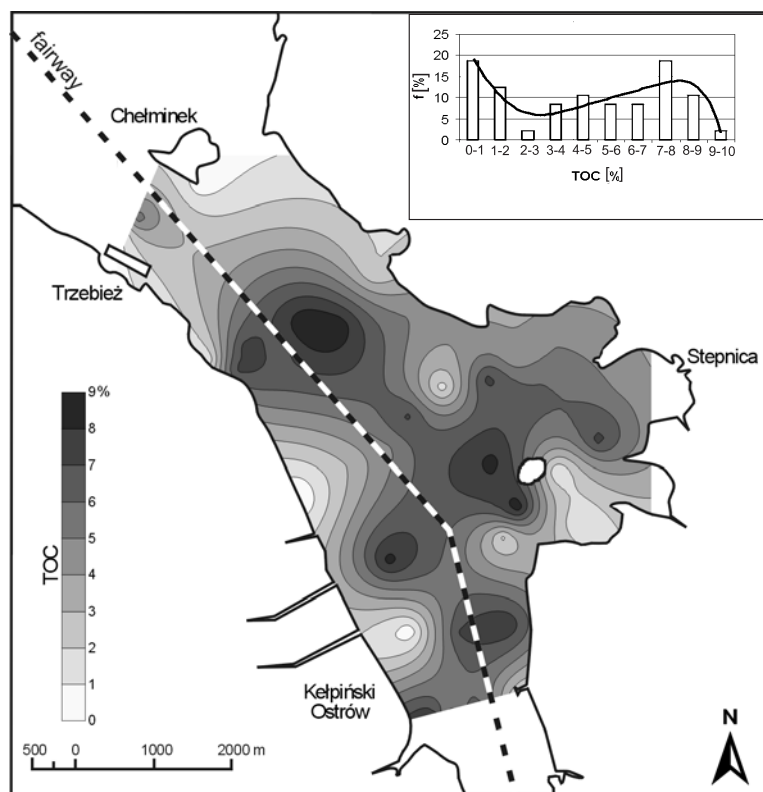 fairway
Chełminek
Trzebież
Stepnica
Kełpiński
Ostrów
25
20
15
10
5
0
f [%]
0-1 1-2 2-3 3-4 4-5 5-6 6-7 7-8 8-9 9-10
TOC [%]
9%
8
7
6
5
4
3
2
1
0
TOC
500 0 1000 2000 m
N